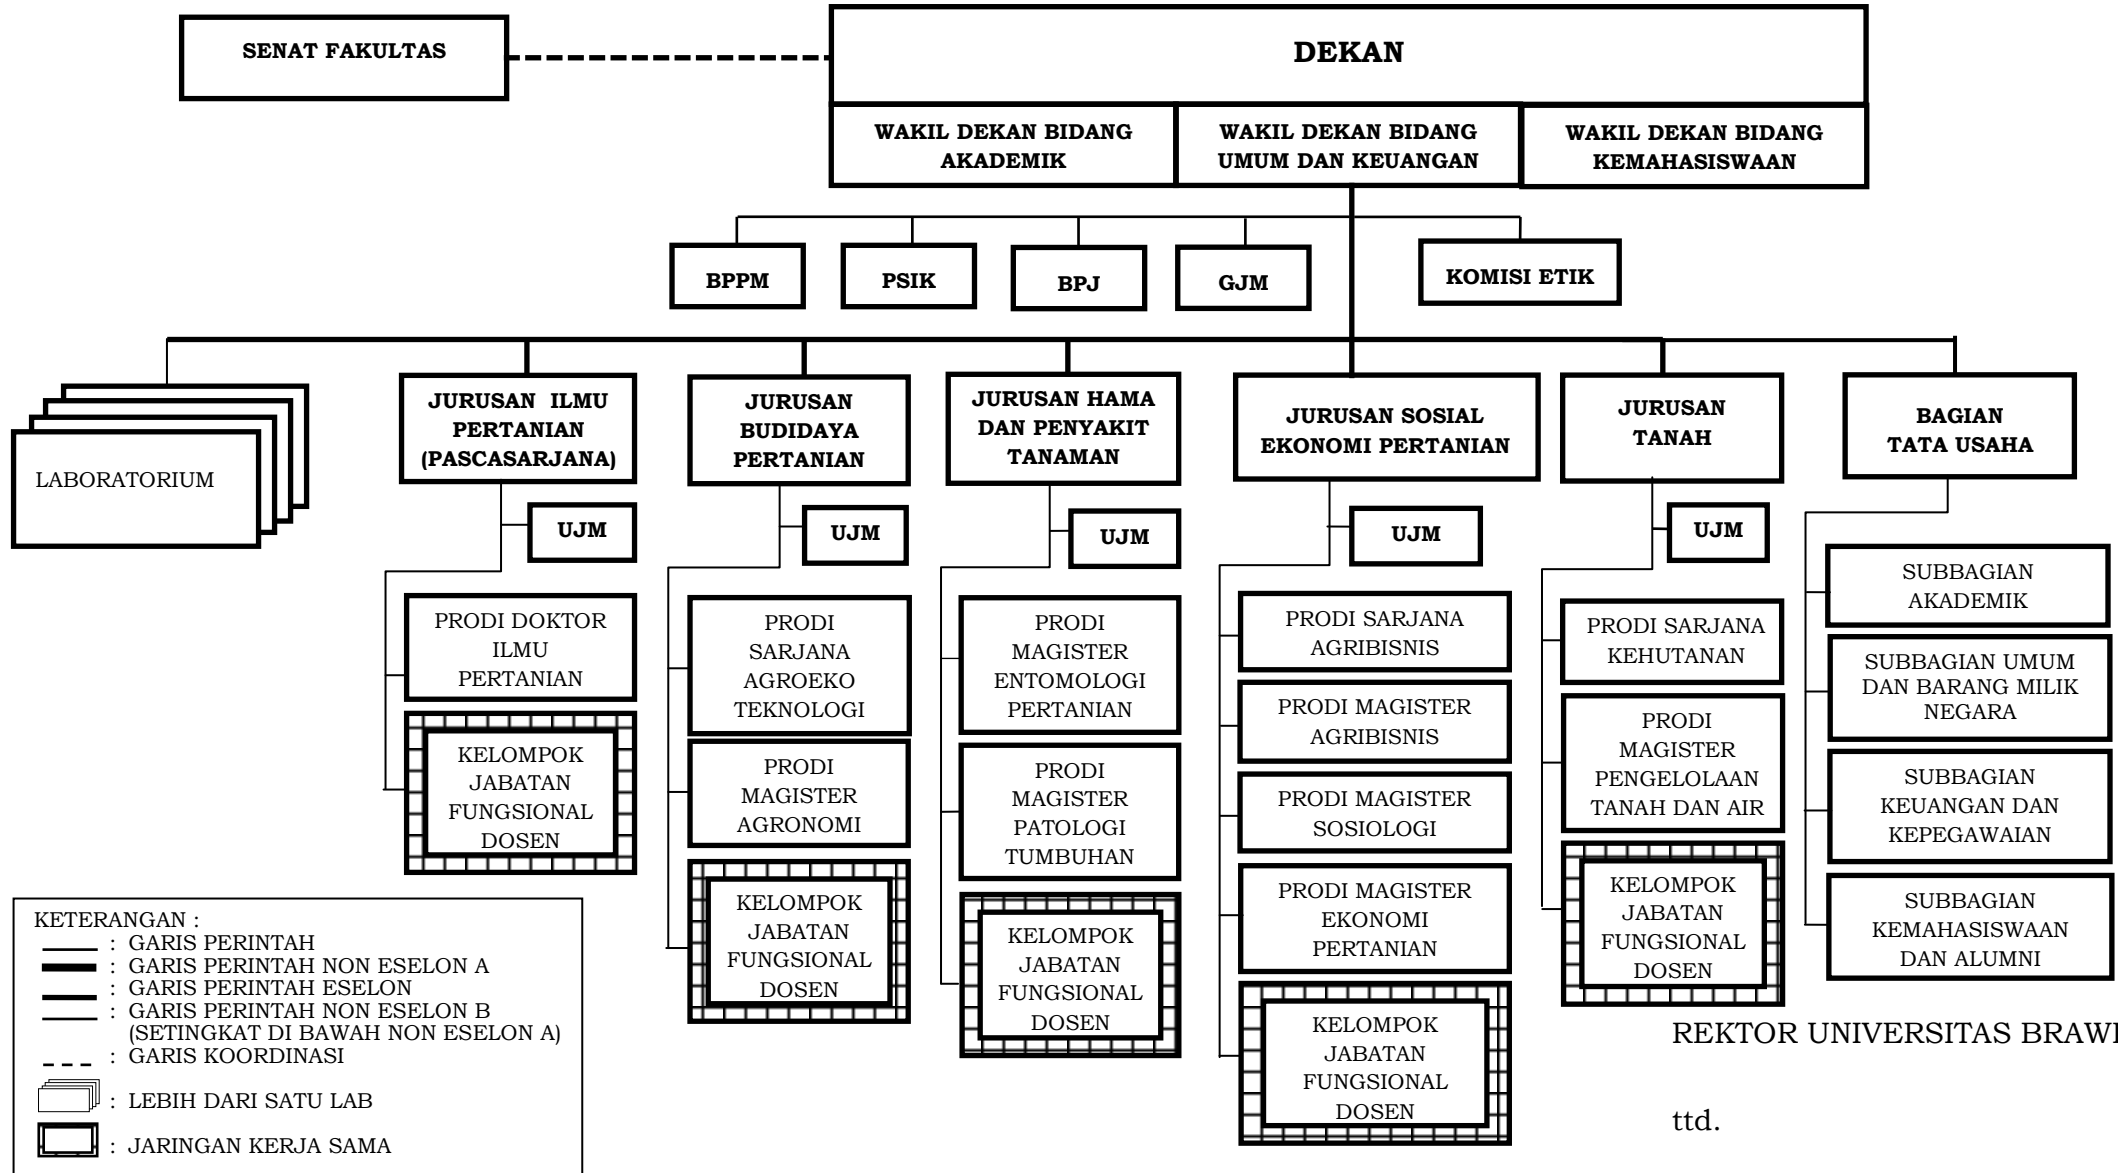 SENAT FAKULTAS
DEKAN
WAKIL DEKAN BIDANG
AKADEMIK
WAKIL DEKAN BIDANG
UMUM DAN KEUANGAN
WAKIL DEKAN BIDANG
KEMAHASISWAAN
BPPM
PSIK
BPJ
GJM
KOMISI ETIK
LABORATORIUM
JURUSAN ILMU
PERTANIAN
(PASCASARJANA)
UJM
PRODI DOKTOR
ILMU
PERTANIAN
KELOMPOK
JABATAN
FUNGSIONAL
DOSEN
JURUSAN
BUDIDAYA
PERTANIAN
UJM
PRODI
SARJANA
AGROEKO
TEKNOLOGI
PRODI
MAGISTER
AGRONOMI
KELOMPOK
JABATAN
FUNGSIONAL
DOSEN
JURUSAN HAMA
DAN PENYAKIT
TANAMAN
UJM
PRODI
MAGISTER
ENTOMOLOGI
PERTANIAN
PRODI
MAGISTER
PATOLOGI
TUMBUHAN
KELOMPOK
JABATAN
FUNGSIONAL
DOSEN
JURUSAN SOSIAL
EKONOMI PERTANIAN
UJM
PRODI SARJANA
AGRIBISNIS
PRODI MAGISTER
AGRIBISNIS
PRODI MAGISTER
SOSIOLOGI
PRODI MAGISTER
EKONOMI
PERTANIAN
KELOMPOK
JABATAN
FUNGSIONAL
DOSEN
JURUSAN
TANAH
UJM
PRODI SARJANA
KEHUTANAN
PRODI
MAGISTER
PENGELOLAAN
TANAH DAN AIR
KELOMPOK
JABATAN
FUNGSIONAL
DOSEN
BAGIAN
TATA USAHA
SUBBAGIAN
AKADEMIK
SUBBAGIAN UMUM
DAN BARANG MILIK
NEGARA
SUBBAGIAN
KEUANGAN DAN
KEPEGAWAIAN
SUBBAGIAN
KEMAHASISWAAN
DAN ALUMNI
KETERANGAN :
: GARIS PERINTAH
: GARIS PERINTAH NON ESELON A
: GARIS PERINTAH ESELON
: GARIS PERINTAH NON ESELON B
(SETINGKAT DI BAWAH NON ESELON A)
: GARIS KOORDINASI
: LEBIH DARI SATU LAB
: JARINGAN KERJA SAMA
REKTOR UNIVERSITAS
ttd.